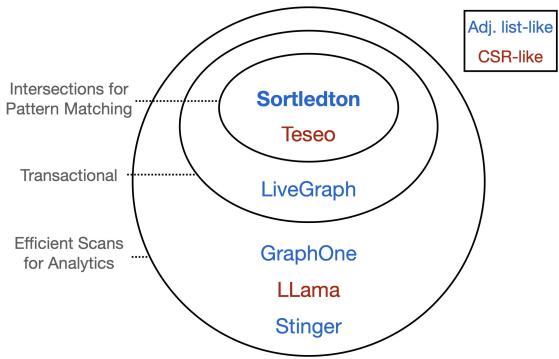 Adj. list-like
CSR-like
Intersections for
Pattern Matching
Sortledton
Teseo
Transactional
LiveGraph
Efficient Scans
for Analytics
GraphOne
LLama
Stinger